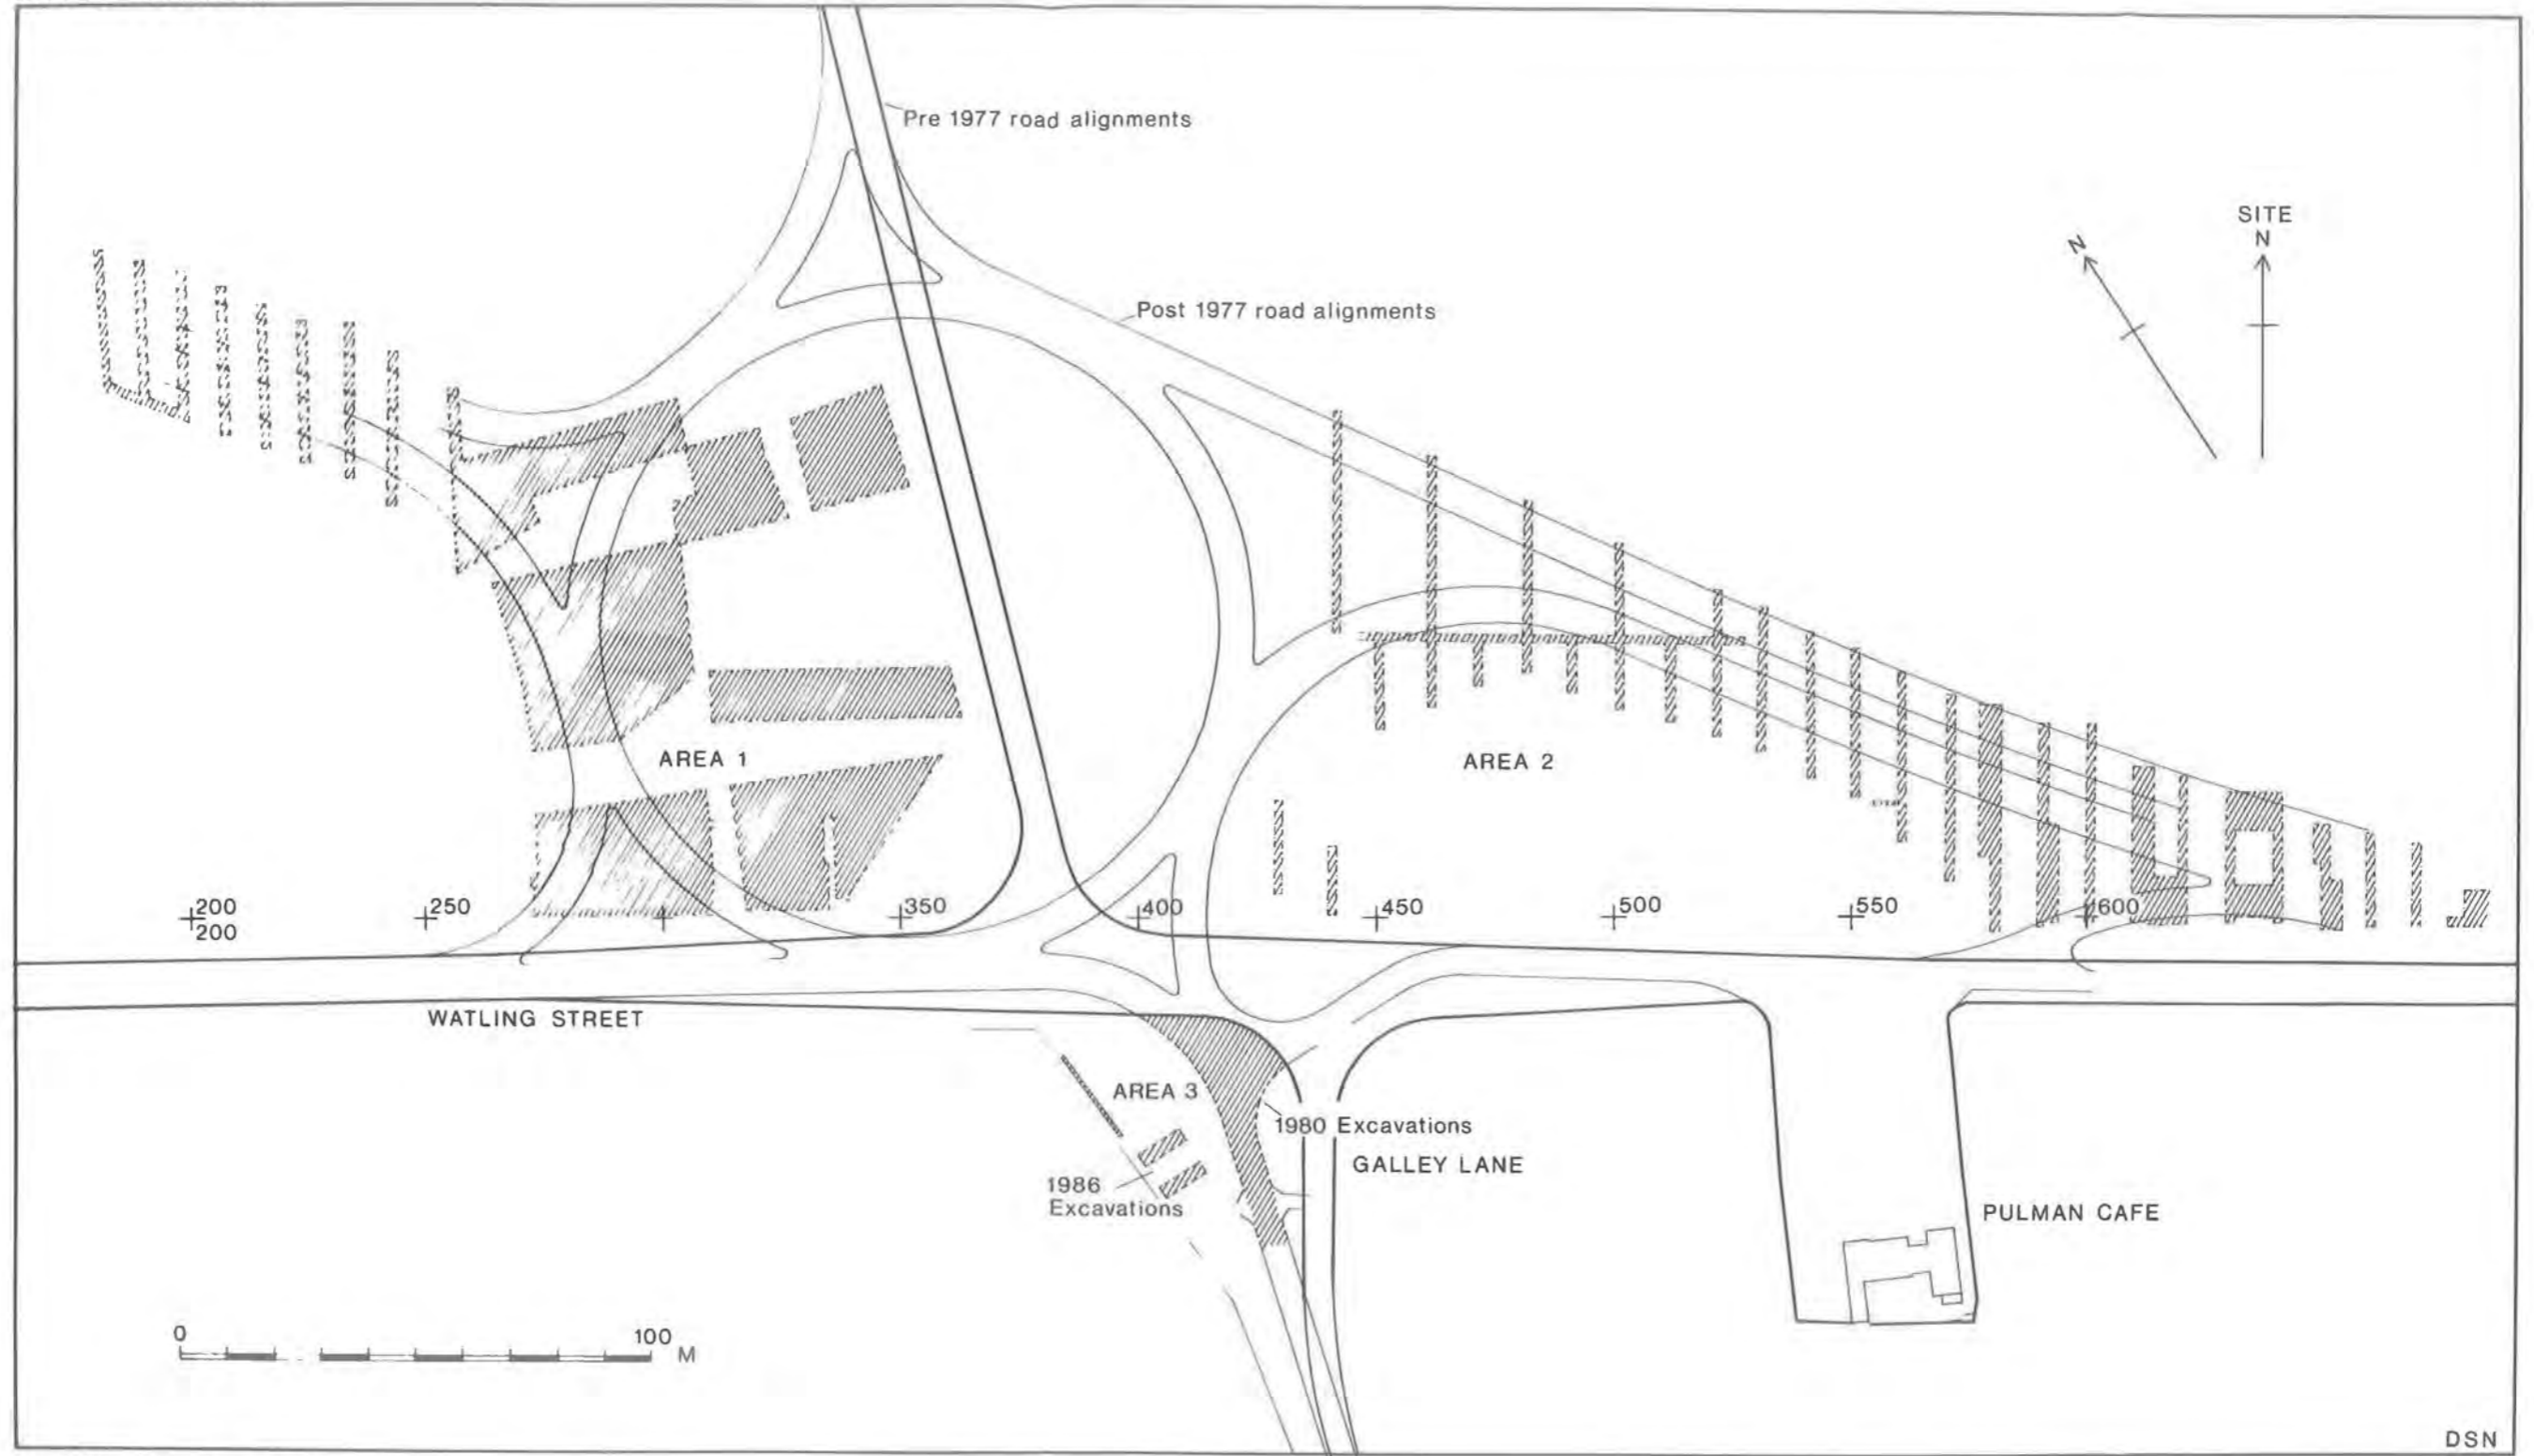 Pre 1977 road alignments
SITE
N
N
Post 1977 road alignments
AREA 1
AREA 2
200
200
250
350
400
450
500
550
600
WATLING STREET
AREA 3
1980 Excavations
GALLEY LANE
1986
Excavations
PULMAN CAFE
0
100
M
DSN